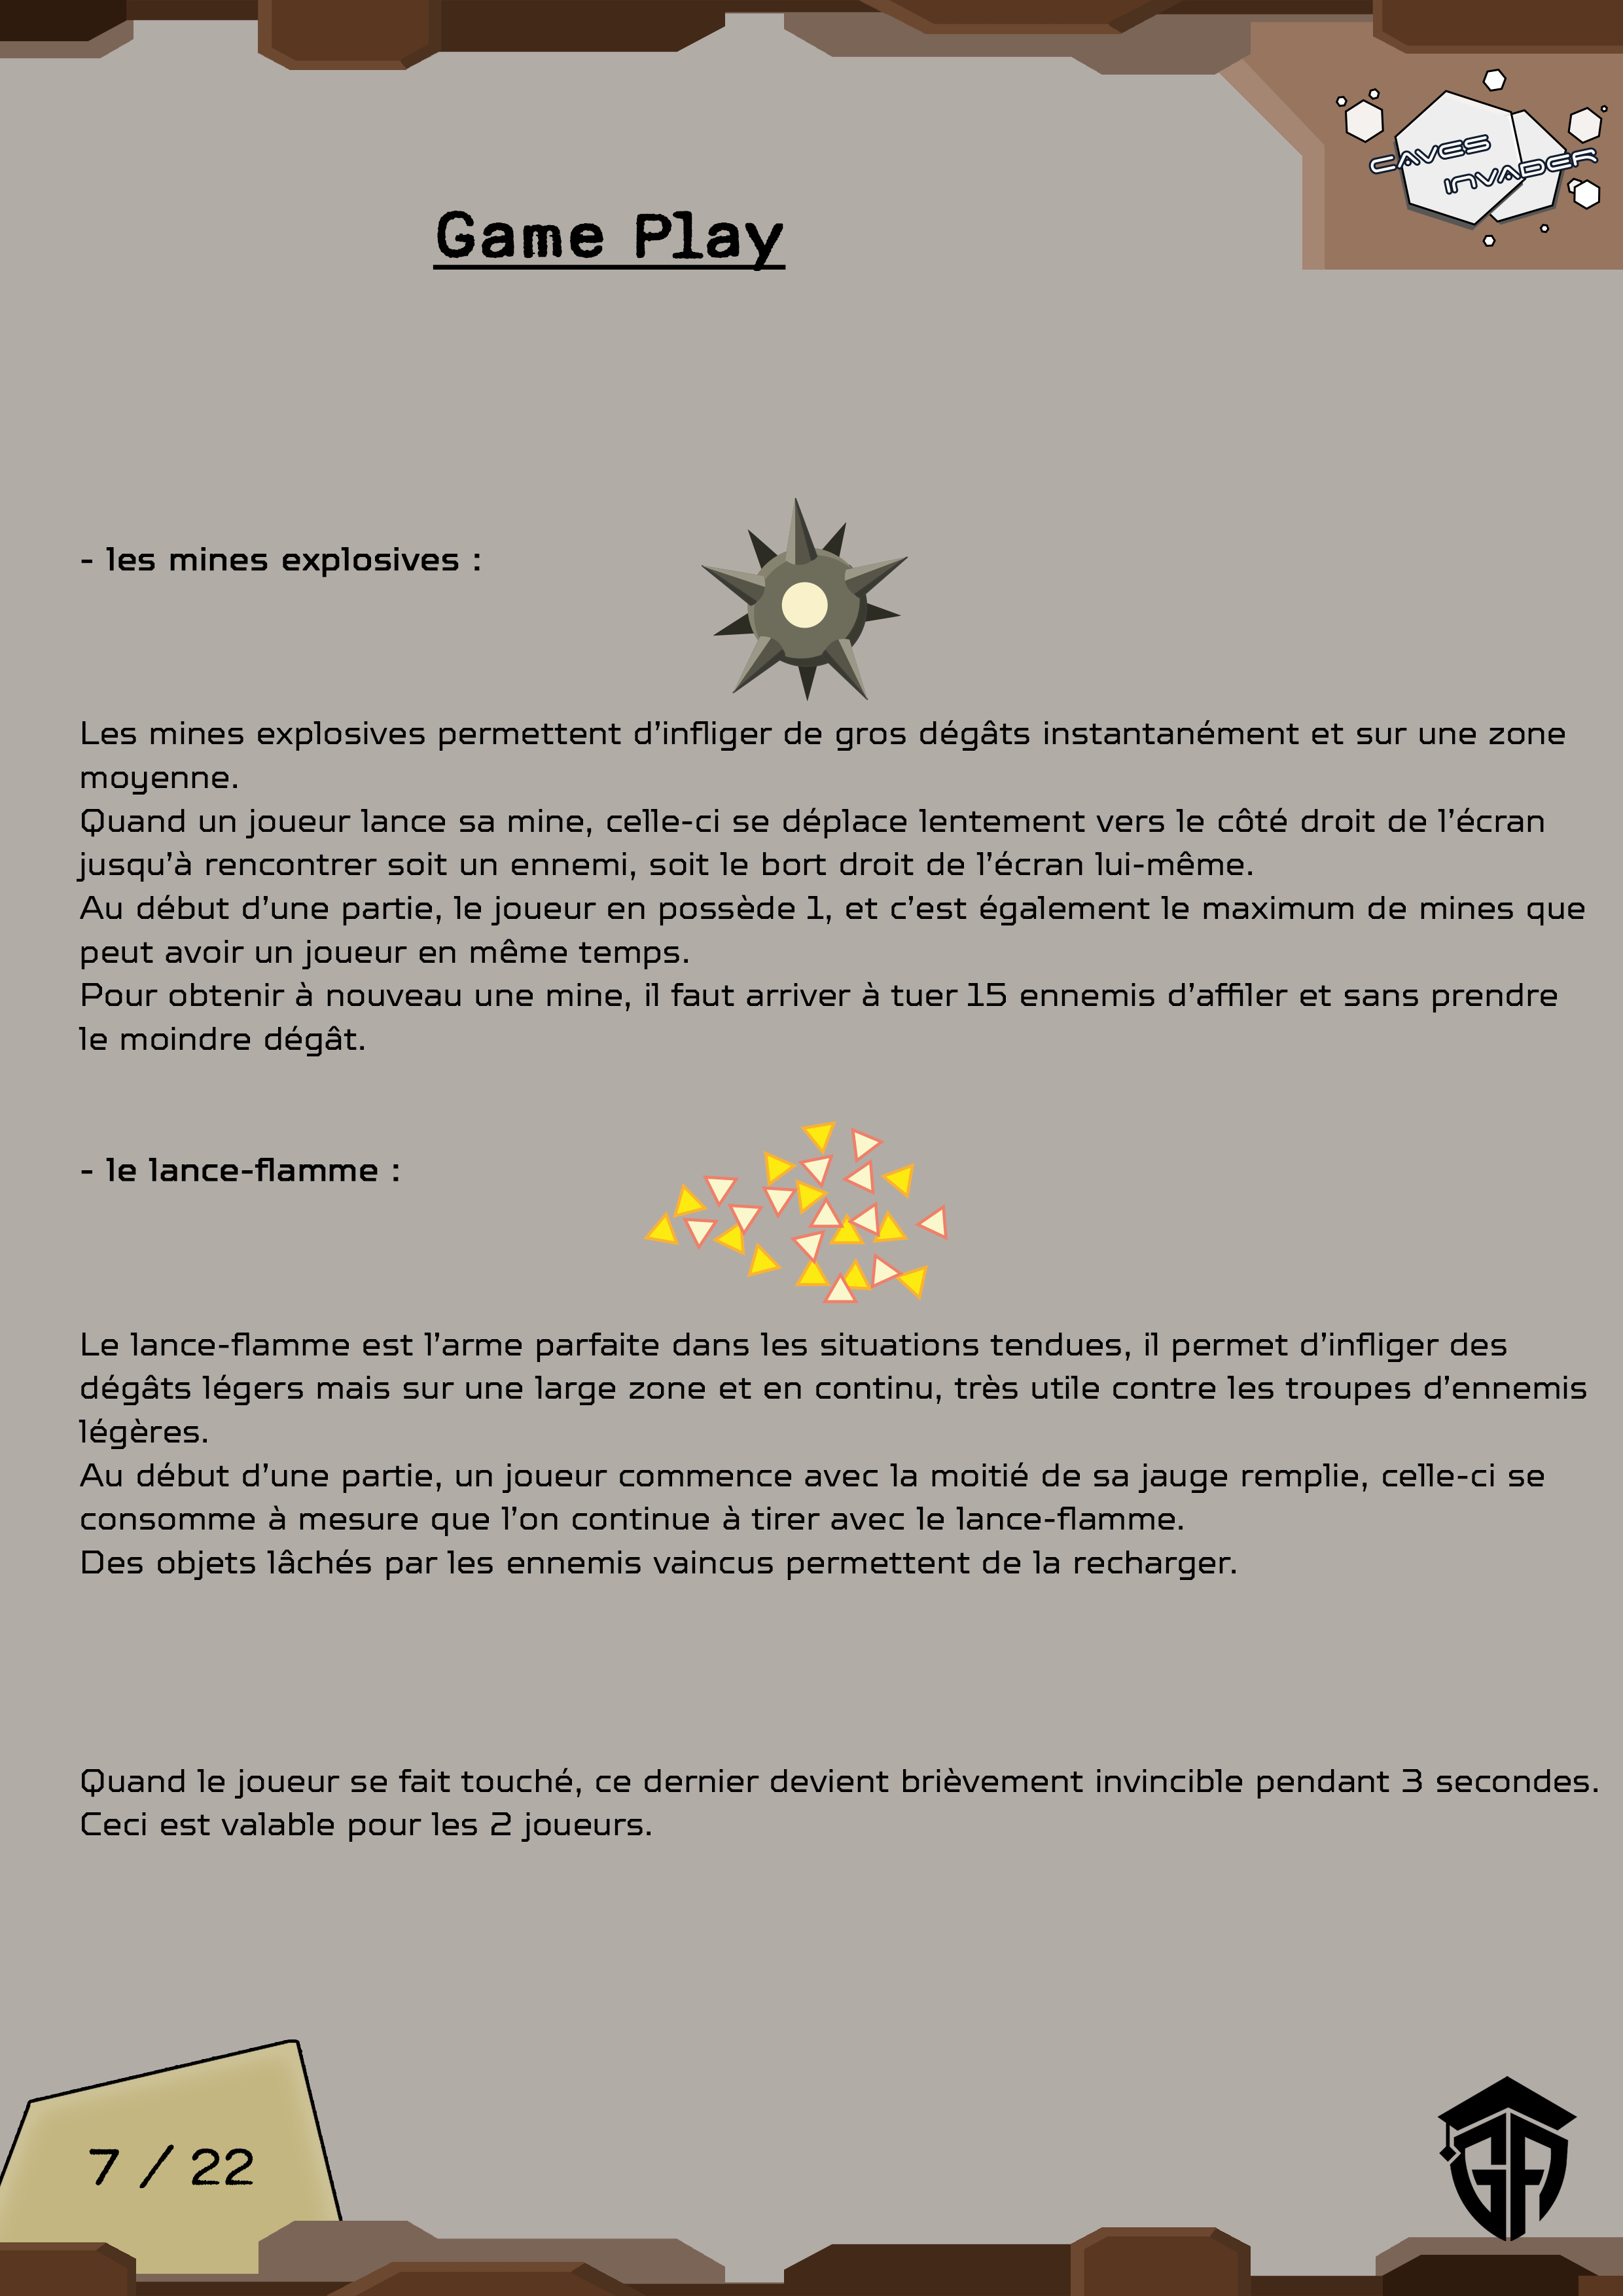 CAVES
INVADER
Game Play
- les mines explosives :
Les mines explosives permettent d'infliger de gros dégâts instantanément et sur une zone
moyenne.
Quand un joueur lance sa mine, celle-ci se déplace lentement vers le côté droit de l'écran
jusqu'à rencontrer soit un ennemi, soit le bort droit de l'écran lui-même.
Au début d'une partie, le joueur en possède 1, et c'est également le maximum de mines que
peut avoir un joueur en même temps.
Pour obtenir à nouveau une mine, il faut arriver à tuer 15 ennemis d'affiler et sans prendre
le moindre dégât.
- le lance-flamme :
Le lance-flamme est l'arme parfaite dans les situations tendues, il permet d'infliger des
dégâts légers mais sur une large zone et en continu, très utile contre les troupes d'ennemis
légères.
Au début d'une partie, un joueur commence avec la moitié de sa jauge remplie, celle-ci se
consomme à mesure que l'on continue à tirer avec le lance-flamme.
Des objets lâchés par les ennemis vaincus permettent de la recharger.
Quand le joueur se fait touché, ce dernier devient brièvement invincible pendant 3 secondes.
Ceci est valable pour les 2 joueurs.
7 / 22
GA